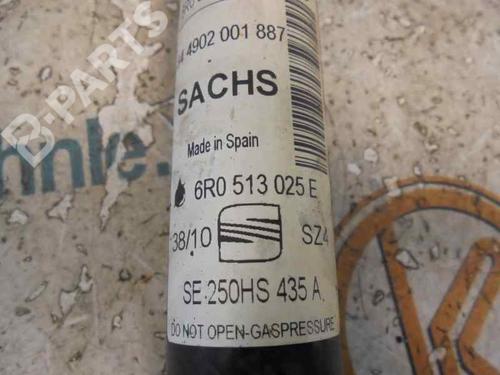 4902 001 887
SACHS
Made in Spain
6R0 513 025 E
38/10
SZ4
SE 250HS 435 A
DO NOT OPEN-GASPRESSURE
B-PARTS